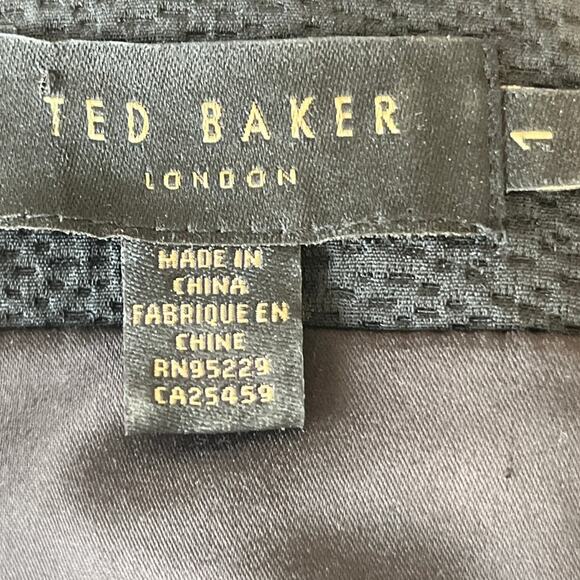 TED BAKER
LONDON
1
MADE IN
CHINA
FABRIQUE EN
CHINE
RN95229
CA25459